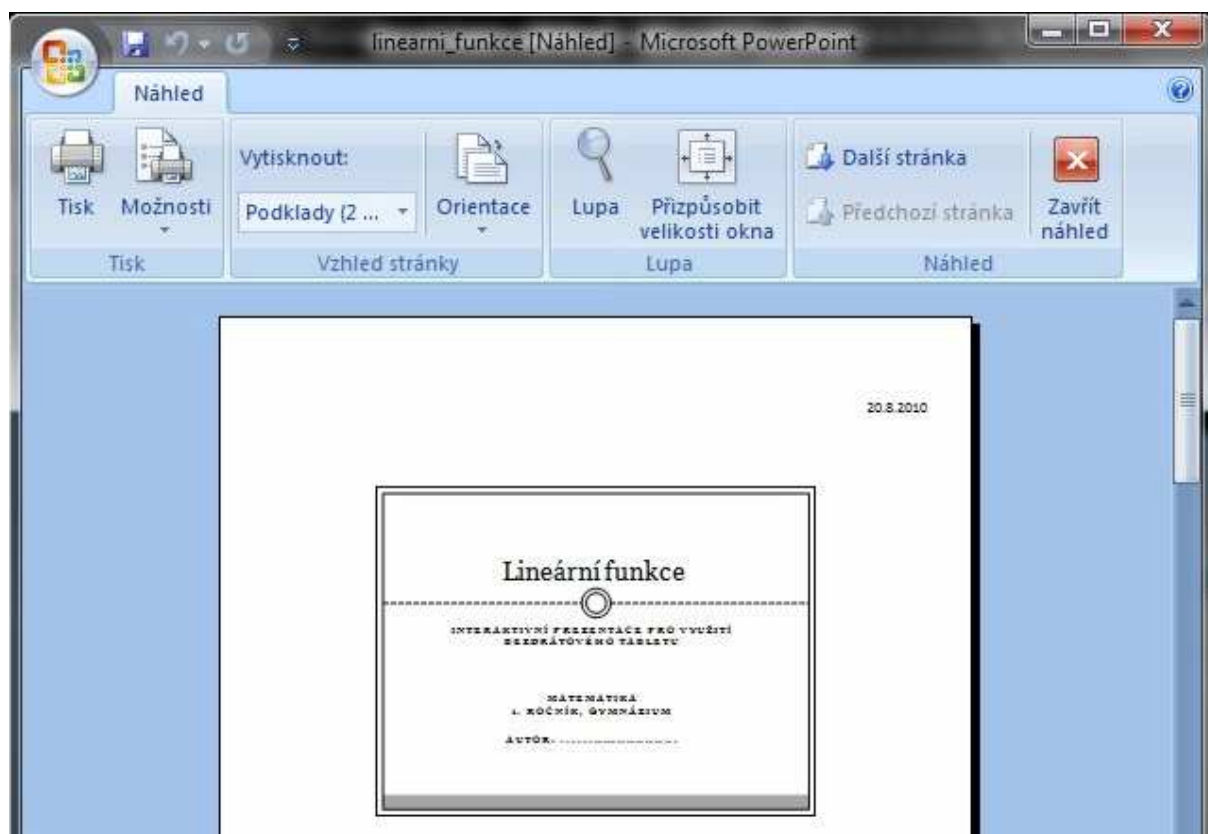 linearni_funkce [Náhled] - Microsoft PowerPoint
Náhled
Tisk
Možnosti
Vytisknout:
Podklady (2 ...
Orientace
Lupa
Přizpůsobit
velikosti okna
Další stránka
Předchozí stránka
Zavřít
náhled
Tisk
Vzhled stránky
Lupa
Náhled
20.8.2010
Lineární funkce
INTERAKTIVNÍ PREZENTACE PRO VYUŽITÍ
BEZDRÁTOVÉHO TABLETU
MATEMATIKA
1. ROČNÍK, GYMNÁZIUM
AUTOR: ............................